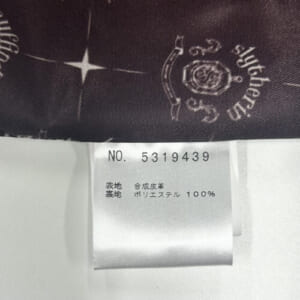 slytherin
NO. 5319439
表地 合成皮革
裏地 ポリエステル 100%